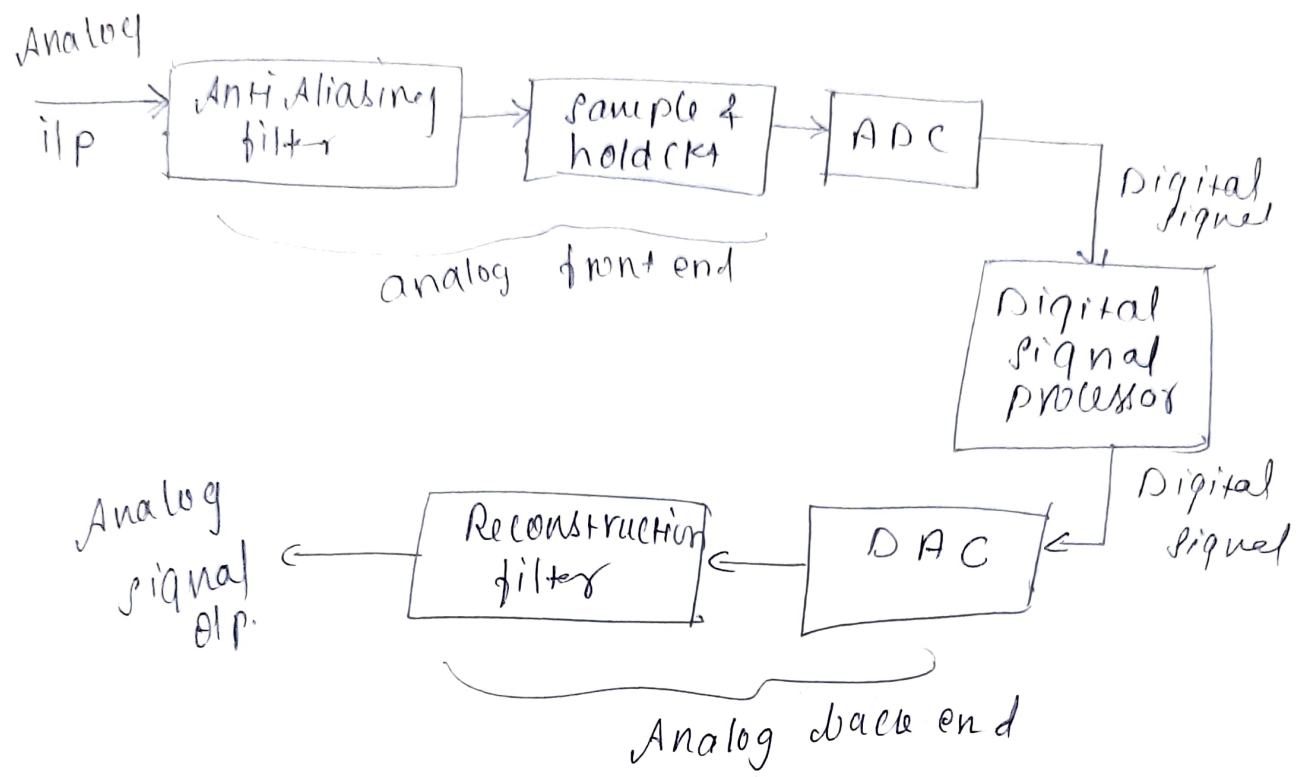 Analog
i/p
Anti Aliasing
filter
sample &
hold ckt
ADC
Digital
signal
analog front end
Digital
signal
processor
Digital
signal
DAC
Reconstruction
filter
Analog
signal
o/p.
Analog back end